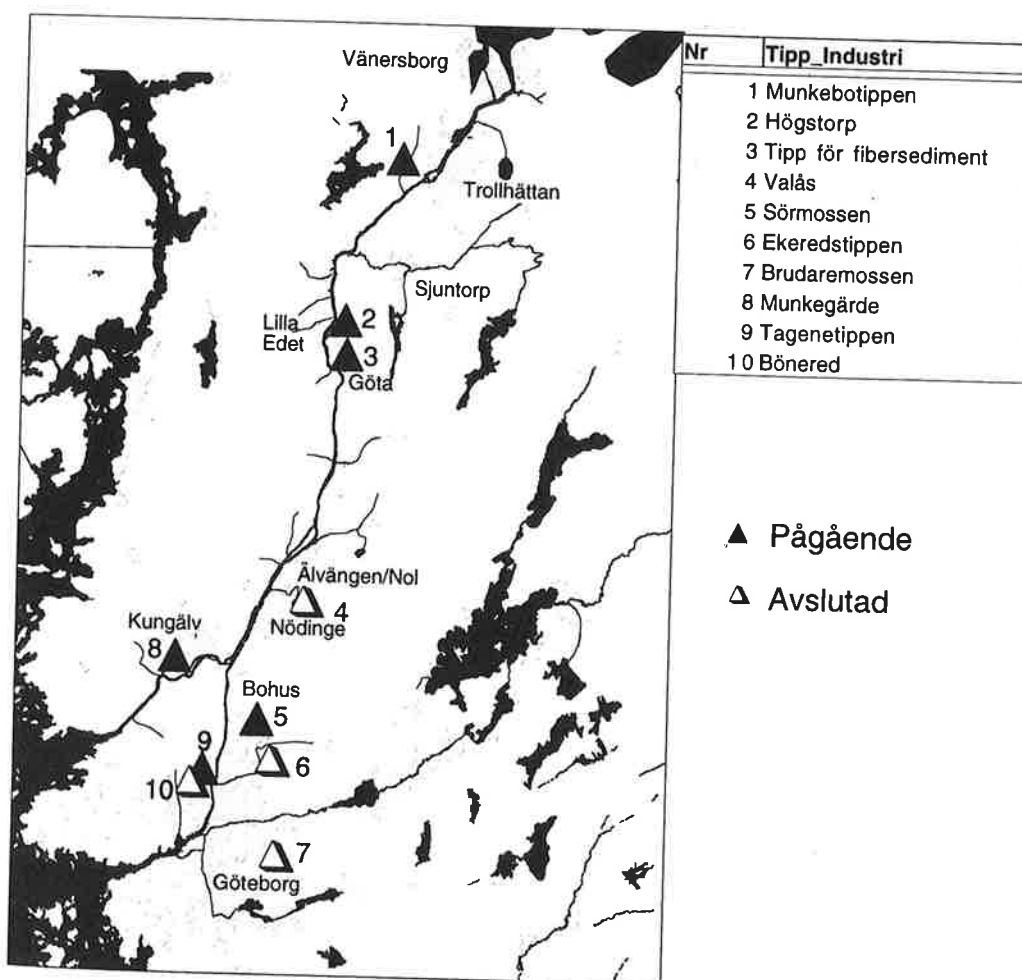 Nr Tipp_Industri
1 Munkebotippen
2 Högstorp
3 Tipp för fibersediment
4 Valås
5 Sörmossen
6 Ekeredstippen
7 Brudaremossen
8 Munkegärde
9 Tagenetippen
10 Bönered
Vänersborg
1
Trollhättan
Sjuntorp
Lilla
Edet
2
3
Göta
Älvängen/Nol
4
Nödinge
Kungälv
8
Bohus
5
9
6
10
7
Göteborg
Pågående
Avslutad